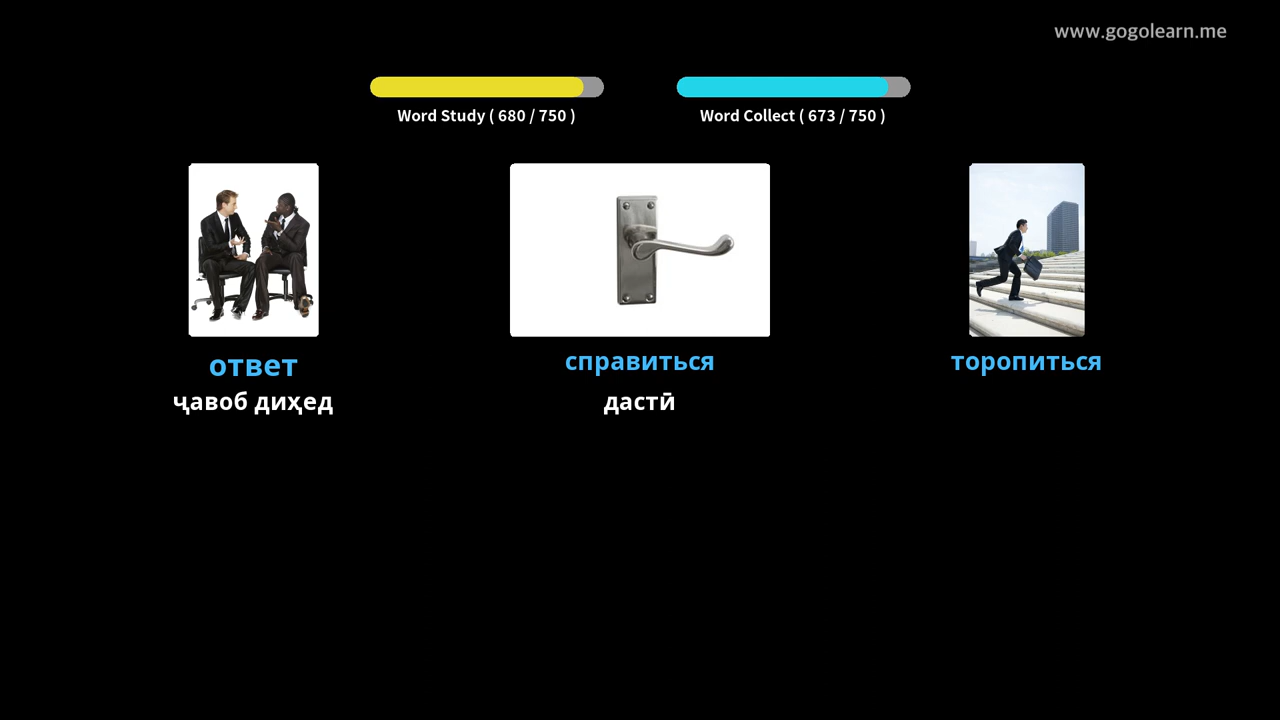 www.gogolearn.me
Word Study ( 680 / 750 )
Word Collect ( 673 / 750 )
ответ
справиться
торопиться
ҷавоб диҳед
дастӣ